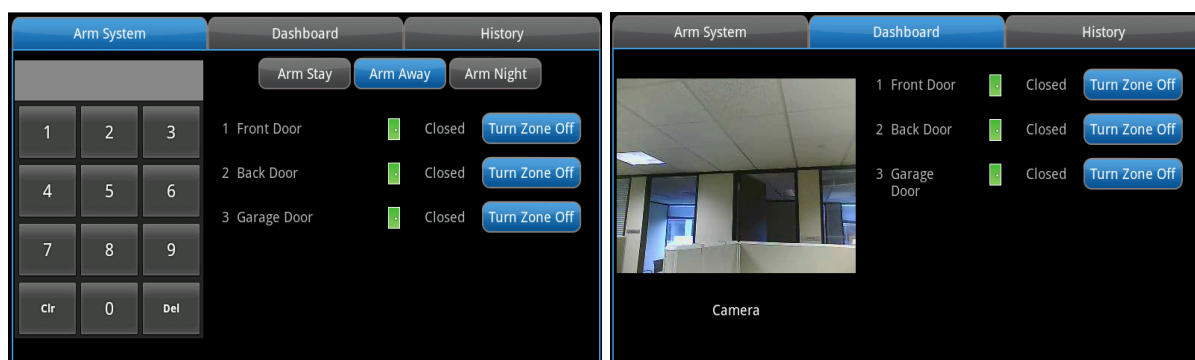 Arm System Dashboard History
Arm Stay Arm Away Arm Night
1 2 3
4 5 6
7 8 9
Clr 0 Del
1 Front Door Closed Turn Zone Off
2 Back Door Closed Turn Zone Off
3 Garage Door Closed Turn Zone Off
Arm System Dashboard History
Camera
1 Front Door Closed Turn Zone Off
2 Back Door Closed Turn Zone Off
3 Garage Closed Turn Zone Off
Door